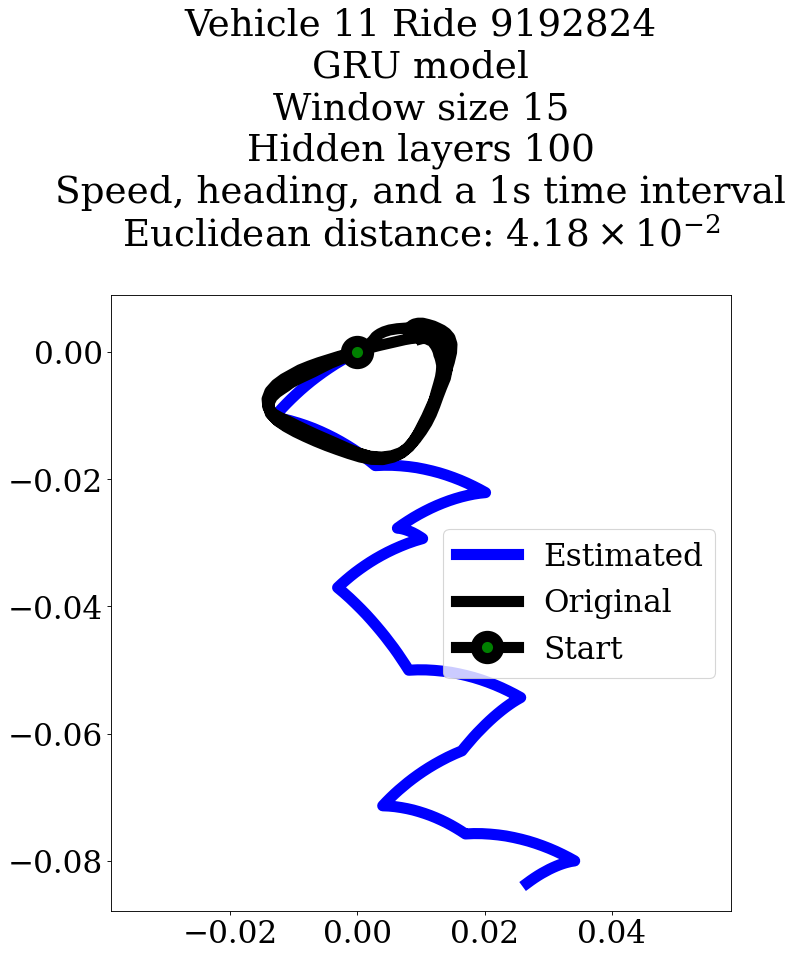 Vehicle 11 Ride 9192824
GRU model
Window size 15
Hidden layers 100
Speed, heading, and a 1s time interval
Euclidean distance: 4.18 × 10⁻²
0.00
−0.02
−0.04
−0.06
−0.08
Estimated
Original
Start
−0.02 0.00 0.02 0.04